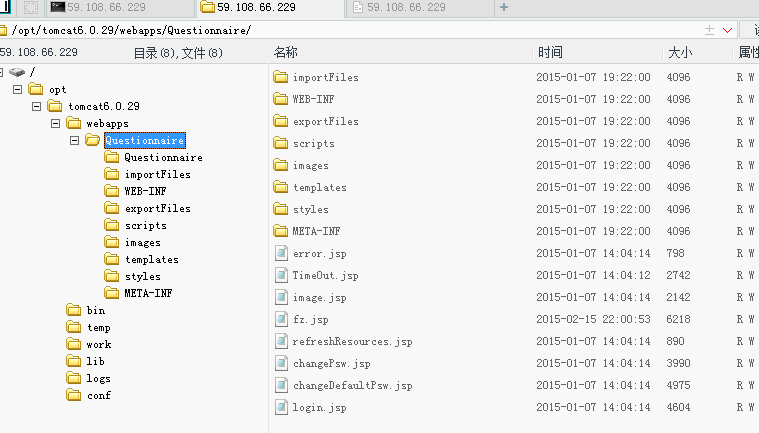 59.108.66.229 59.108.66.229 59.108.66.229 +
/opt/tomcat6.0.29/webapps/Questionnaire/
59.108.66.229 目录(8),文件(8) 名称 时间 大小
/
opt
tomcat6.0.29
webapps
Questionnaire
Questionnaire
importFiles
WEB-INF
exportFiles
scripts
images
templates
styles
META-INF
bin
temp
work
lib
logs
conf
importFiles 2015-01-07 19:22:00 4096 R W
WEB-INF 2015-01-07 19:22:00 4096 R W
exportFiles 2015-01-07 19:22:00 4096 R W
scripts 2015-01-07 19:22:00 4096 R W
images 2015-01-07 19:22:00 4096 R W
templates 2015-01-07 19:22:00 4096 R W
styles 2015-01-07 19:22:00 4096 R W
META-INF 2015-01-07 19:22:00 4096 R W
error.jsp 2015-01-07 14:04:14 798 R W
TimeOut.jsp 2015-01-07 14:04:12 2742 R W
image.jsp 2015-01-07 14:04:14 2142 R W
fz.jsp 2015-02-15 22:00:53 6218 R W
refreshResources.jsp 2015-01-07 14:04:14 890 R W
changePsw.jsp 2015-01-07 14:04:14 3990 R W
changeDefaultPsw.jsp 2015-01-07 14:04:14 4975 R W
login.jsp 2015-01-07 14:04:14 4604 R W